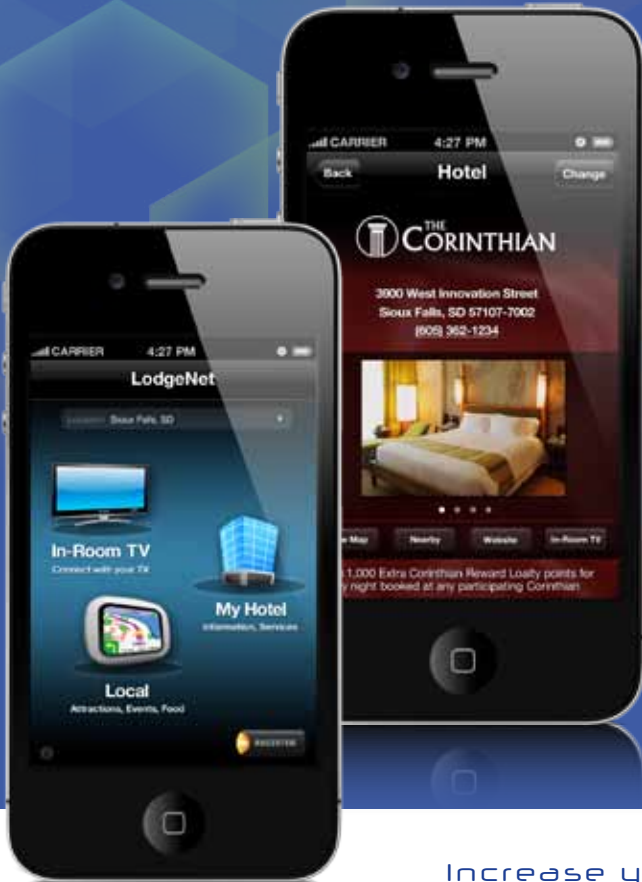 CARRIER 4:27 PM
LodgeNet
Sioux Falls, SD
In-Room TV
Connect with your TV
My Hotel
Information, Services
Local
Attractions, Events, Food
REGISTER
CARRIER 4:27 PM
Back Hotel Change
THE
CORINTHIAN
3900 West Innovation Street
Sioux Falls, SD 57107-7002
(605) 362-1234
Map Nearby Website In-Room TV
1,000 Extra Corinthian Reward Loalty points for
night booked at any participating Corinthian
Increase